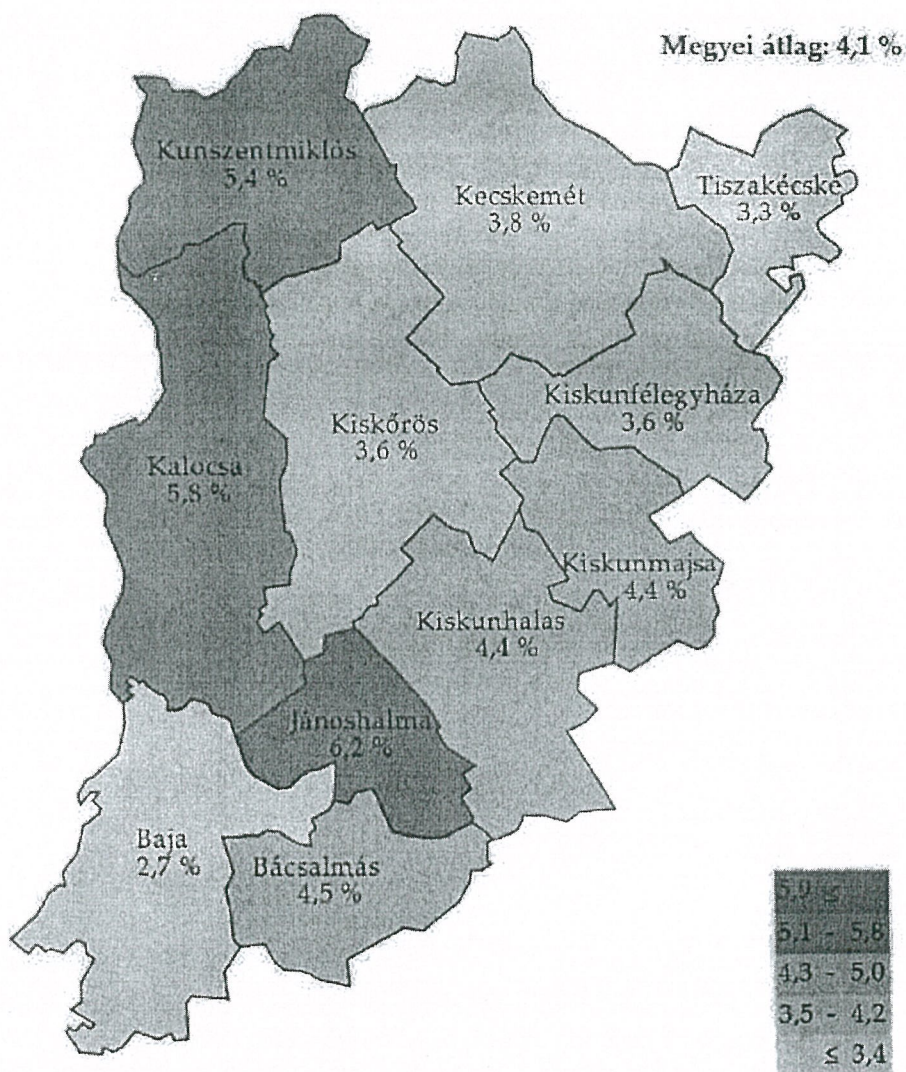 Megyei átlag: 4,1 %
Kunszentmiklós
5,4 %
Kecskemét
3,8 %
Tiszakécske
3,3 %
Kiskunfélegyháza
3,6 %
Kiskőrös
3,6 %
Kalocsa
5,8 %
Kiskunmajsa
4,4 %
Kiskunhalas
4,4 %
Jánoshalma
6,2 %
Baja
2,7 %
Bácsalmás
4,5 %
5,9 ≤
5,1 - 5,8
4,3 - 5,0
3,5 - 4,2
≤ 3,4